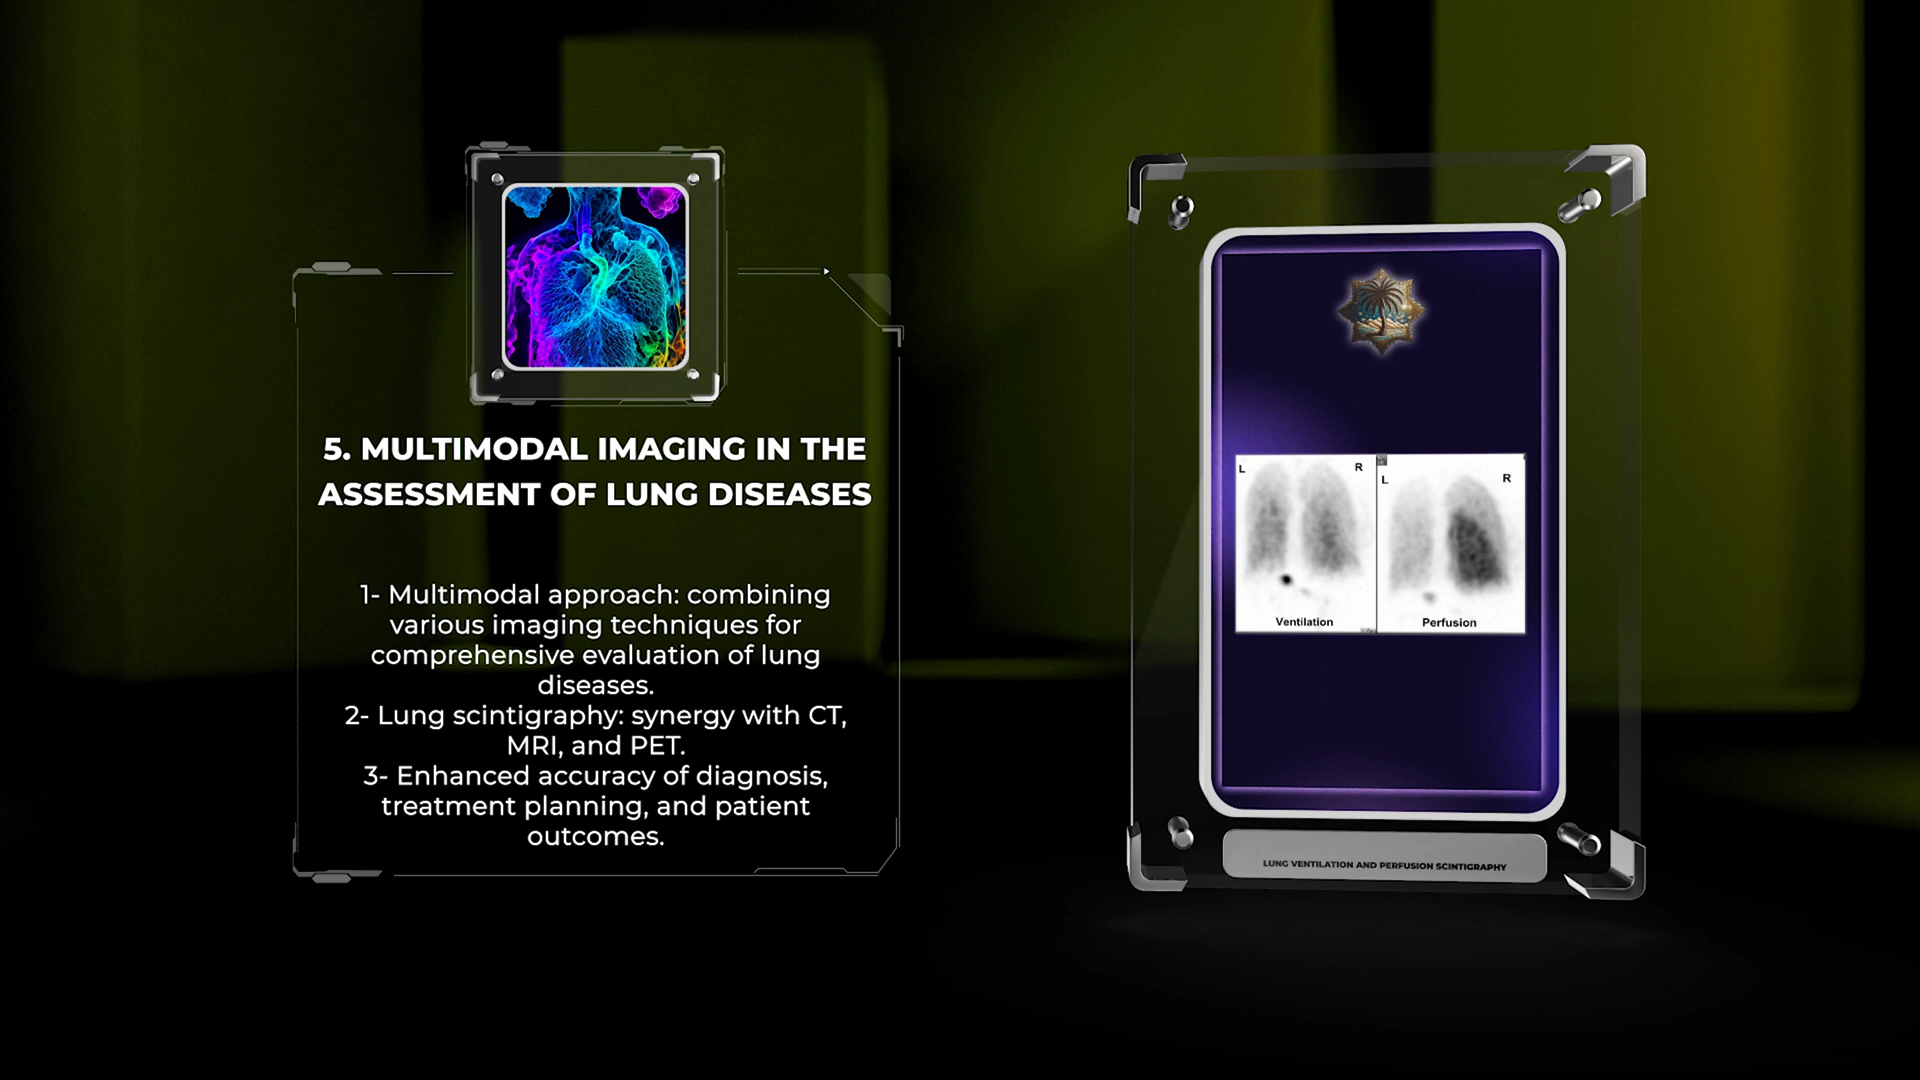 5. MULTIMODAL IMAGING IN THE
ASSESSMENT OF LUNG DISEASES
1- Multimodal approach: combining
various imaging techniques for
comprehensive evaluation of lung
diseases.
2- Lung scintigraphy: synergy with CT,
MRI, and PET.
3- Enhanced accuracy of diagnosis,
treatment planning, and patient
outcomes.
L R
L R
Ventilation
Perfusion
LUNG VENTILATION AND PERFUSION SCINTIGRAPHY